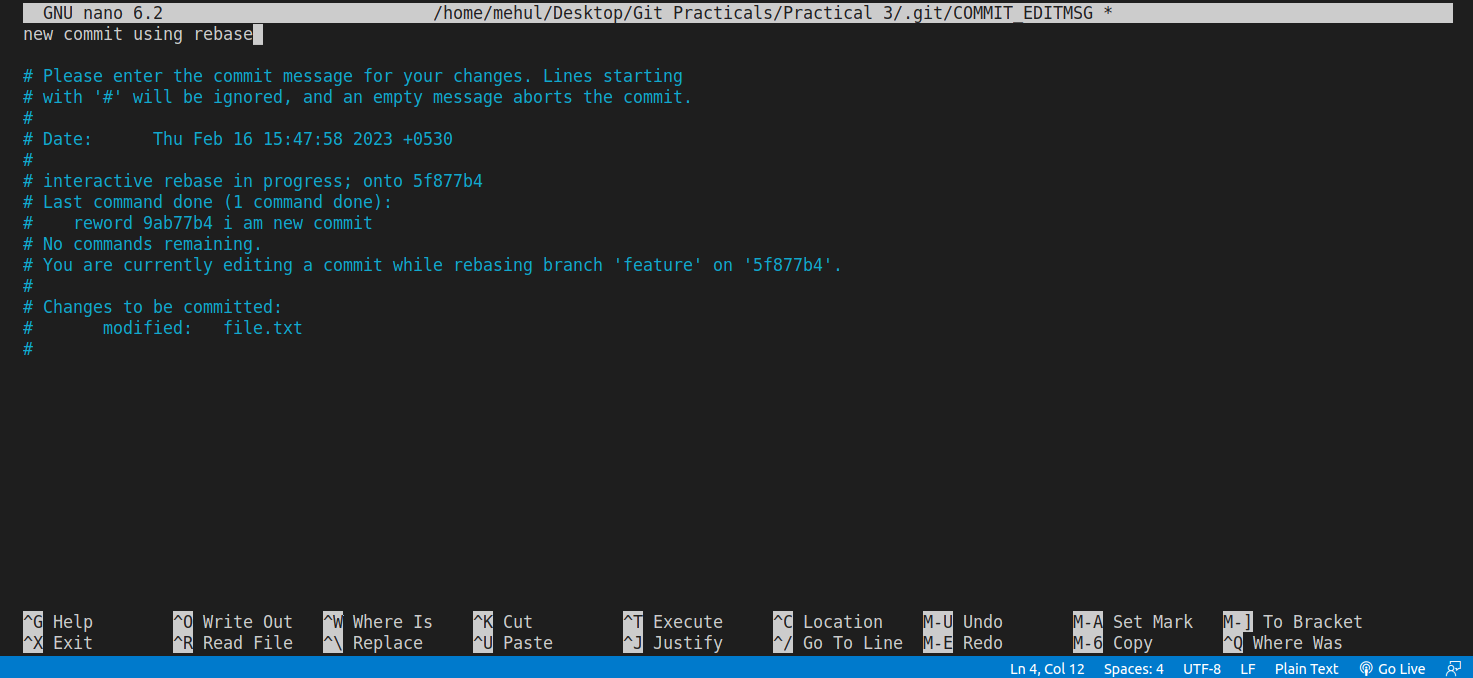 GNU nano 6.2 /home/mehul/Desktop/Git Practicals/Practical 3/.git/COMMIT_EDITMSG *
new commit using rebase
# Please enter the commit message for your changes. Lines starting
# with '#' will be ignored, and an empty message aborts the commit.
#
# Date:      Thu Feb 16 15:47:58 2023 +0530
#
# interactive rebase in progress; onto 5f877b4
# Last command done (1 command done):
#    reword 9ab77b4 i am new commit
# No commands remaining.
# You are currently editing a commit while rebasing branch 'feature' on '5f877b4'.
#
# Changes to be committed:
#       modified:   file.txt
#
^G Help ^O Write Out ^W Where Is ^K Cut ^T Execute ^C Location M-U Undo M-A Set Mark M-] To Bracket
^X Exit ^R Read File ^\ Replace ^U Paste ^J Justify ^/ Go To Line M-E Redo M-6 Copy ^Q Where Was
Ln 4, Col 12 Spaces: 4 UTF-8 LF Plain Text Go Live